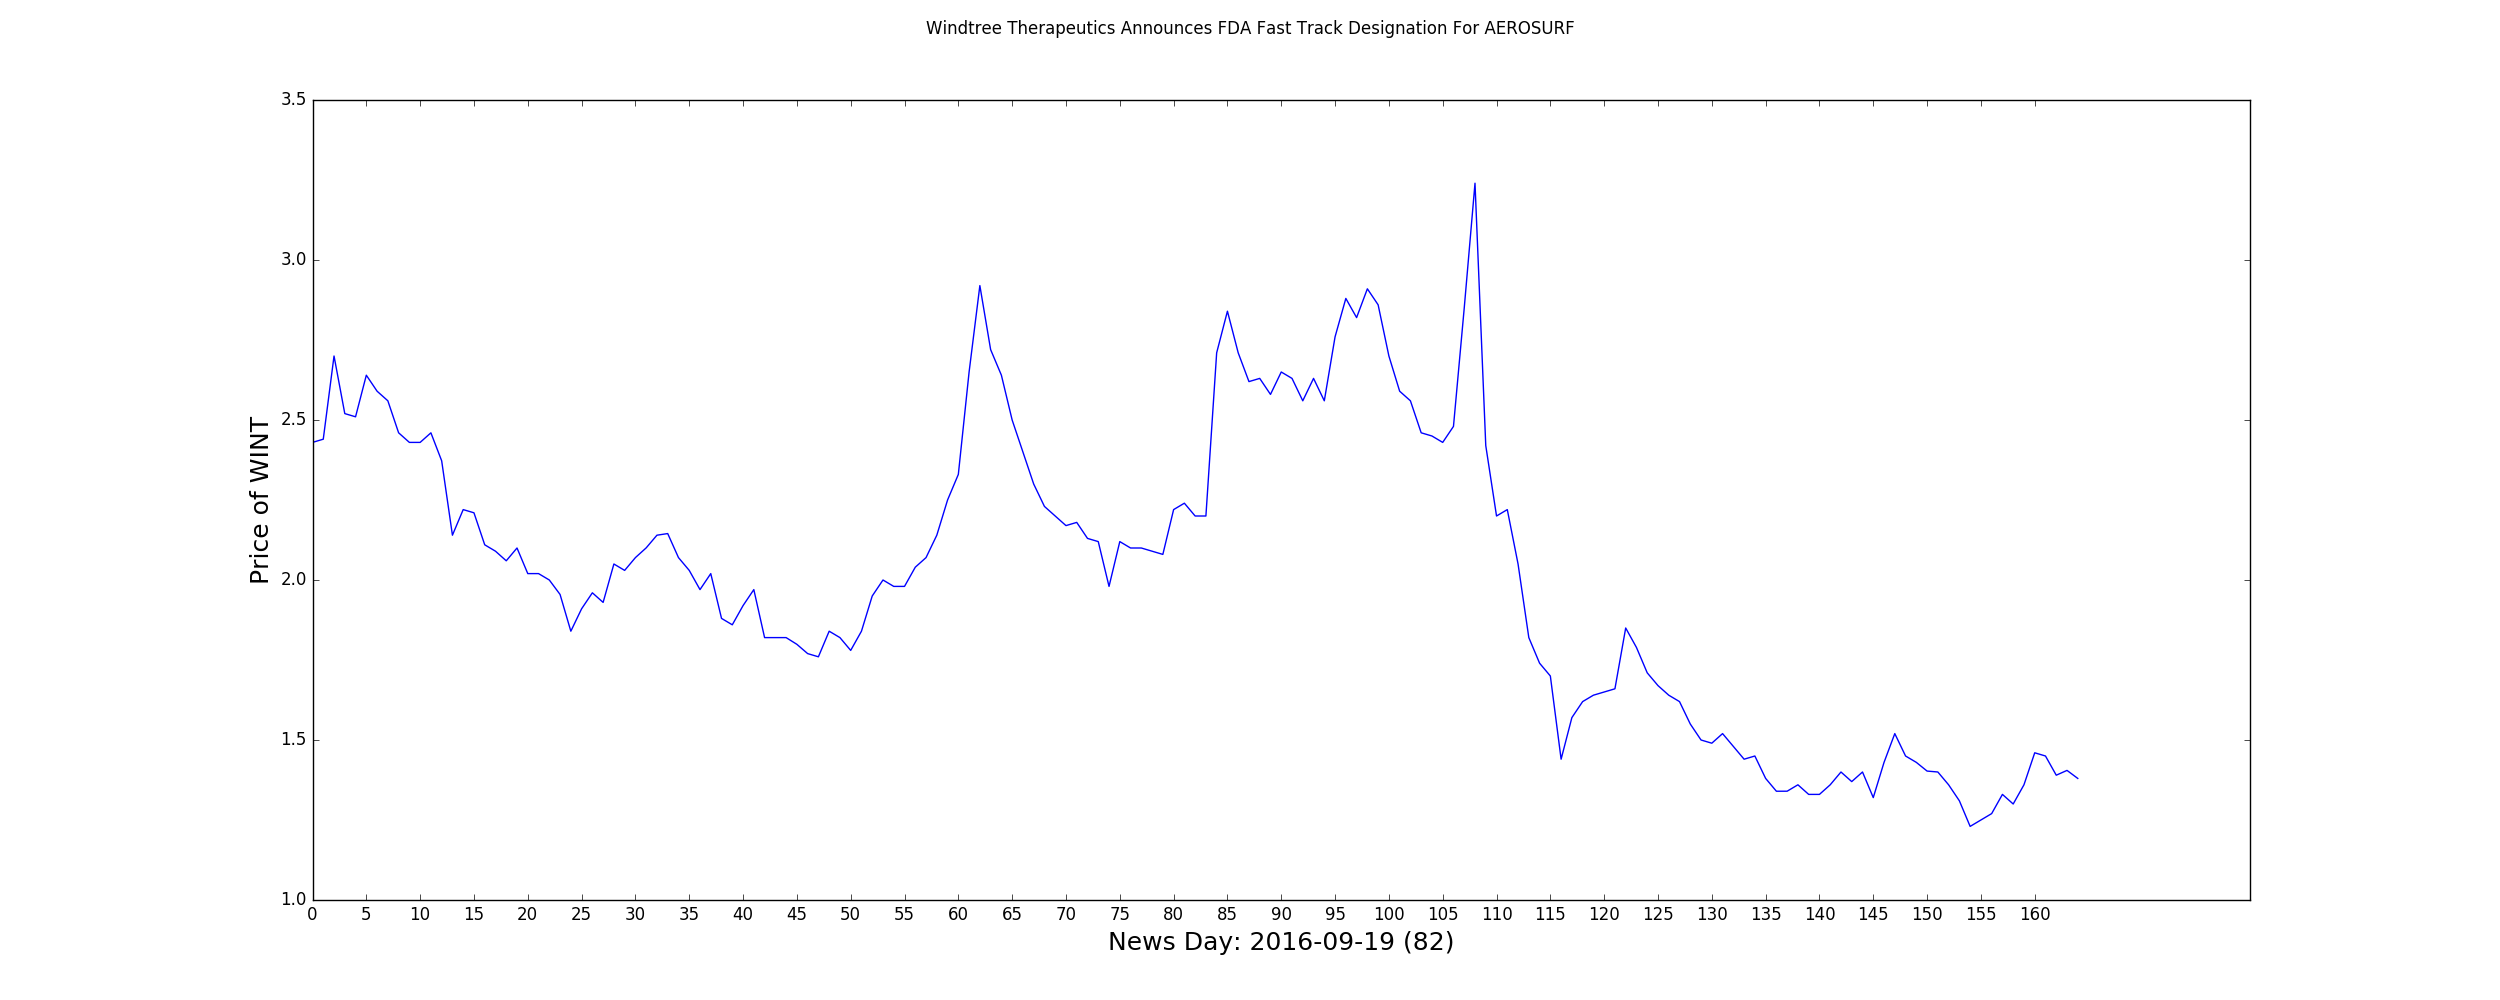 Windtree Therapeutics Announces FDA Fast Track Designation For AEROSURF
3.5
3.0
2.5
2.0
1.5
1.0
Price of WINT
0 5 10 15 20 25 30 35 40 45 50 55 60 65 70 75 80 85 90 95 100 105 110 115 120 125 130 135 140 145 150 155 160
News Day: 2016-09-19 (82)